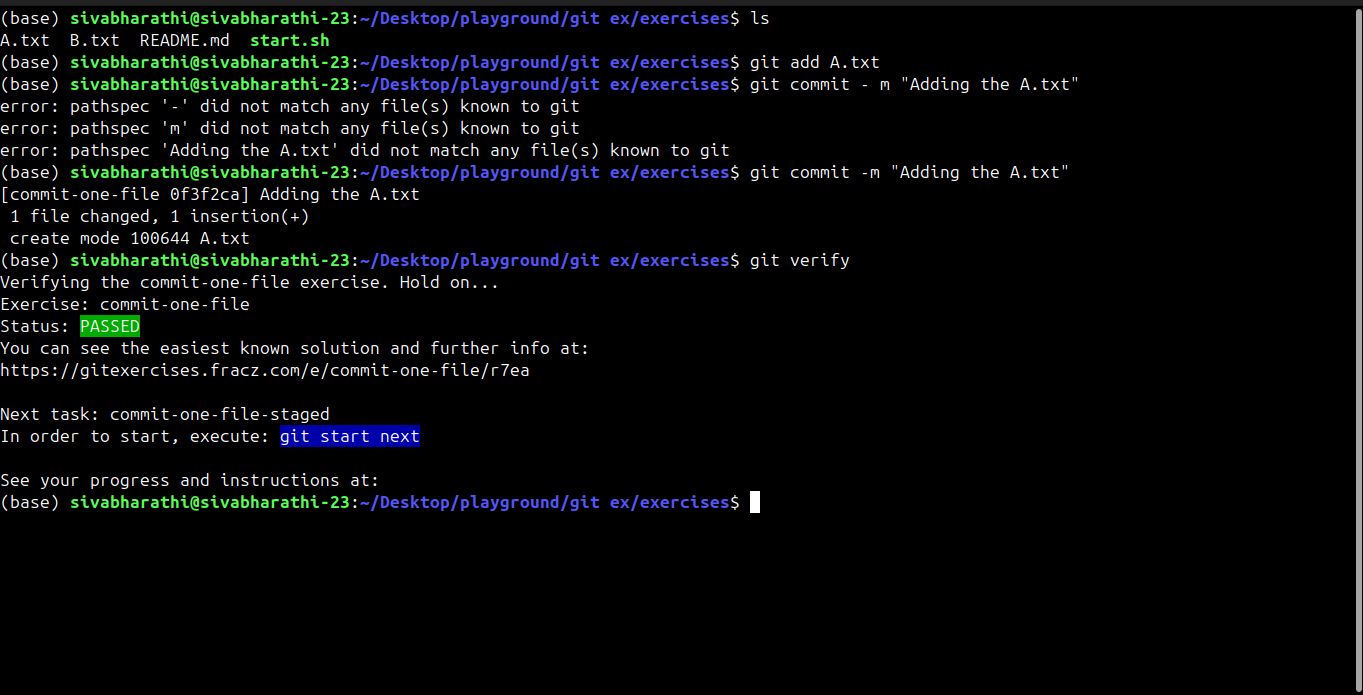 (base) sivabharathi@sivabharathi-23:~/Desktop/playground/git ex/exercises$ ls
A.txt  B.txt  README.md  start.sh
(base) sivabharathi@sivabharathi-23:~/Desktop/playground/git ex/exercises$ git add A.txt
(base) sivabharathi@sivabharathi-23:~/Desktop/playground/git ex/exercises$ git commit - m "Adding the A.txt"
error: pathspec '-' did not match any file(s) known to git
error: pathspec 'm' did not match any file(s) known to git
error: pathspec 'Adding the A.txt' did not match any file(s) known to git
(base) sivabharathi@sivabharathi-23:~/Desktop/playground/git ex/exercises$ git commit -m "Adding the A.txt"
[commit-one-file 0f3f2ca] Adding the A.txt
 1 file changed, 1 insertion(+)
 create mode 100644 A.txt
(base) sivabharathi@sivabharathi-23:~/Desktop/playground/git ex/exercises$ git verify
Verifying the commit-one-file exercise. Hold on...
Exercise: commit-one-file
Status: PASSED
You can see the easiest known solution and further info at:
https://gitexercises.fracz.com/e/commit-one-file/r7ea

Next task: commit-one-file-staged
In order to start, execute: git start next

See your progress and instructions at:
(base) sivabharathi@sivabharathi-23:~/Desktop/playground/git ex/exercises$